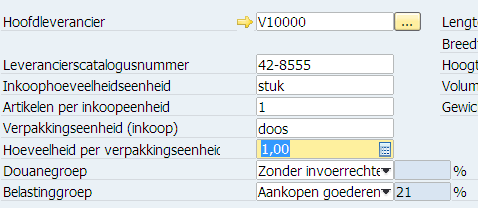 Hoofdleverancier V10000 ... Lengte
Breedt
Leverancierscatalogusnummer 42-8555 Hoogt
Inkoophoeveelheidseenheid stuk Volum
Artikelen per inkoopeenheid 1 Gewic
Verpakkingseenheid (inkoop) doos
Hoeveelheid per verpakkingseenheid 1,00
Douanegroep Zonder invoerrechte %
Belastinggroep Aankopen goederen 21 %